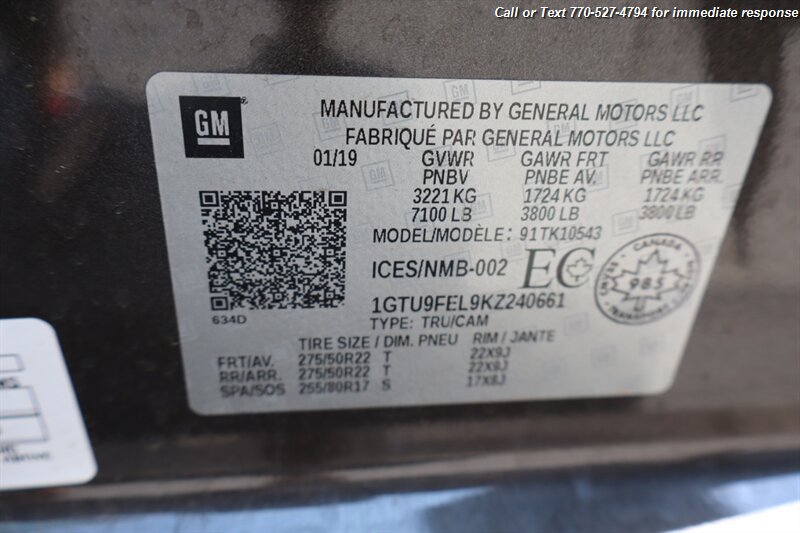 Call or Text 770-527-4794 for immediate response
GM
MANUFACTURED BY GENERAL MOTORS LLC
FABRIQUÉ PAR GENERAL MOTORS LLC
01/19 GVWR GAWR FRT GAWR RR
PNBV PNBE AV. PNBE ARR.
3221 KG 1724 KG 1724 KG
7100 LB 3800 LB 3800 LB
MODEL/MODÈLE: 91TK10543
ICES/NMB-002 EC
CANADA
985
1GTU9FEL9KZ240661
634D
TYPE: TRU/CAM
TIRE SIZE / DIM. PNEU RIM / JANTE
FRT/AV. 275/50R22 T 22X9J
RR/ARR. 275/50R22 T 22X9J
SPA/SOS 255/80R17 S 17X8J